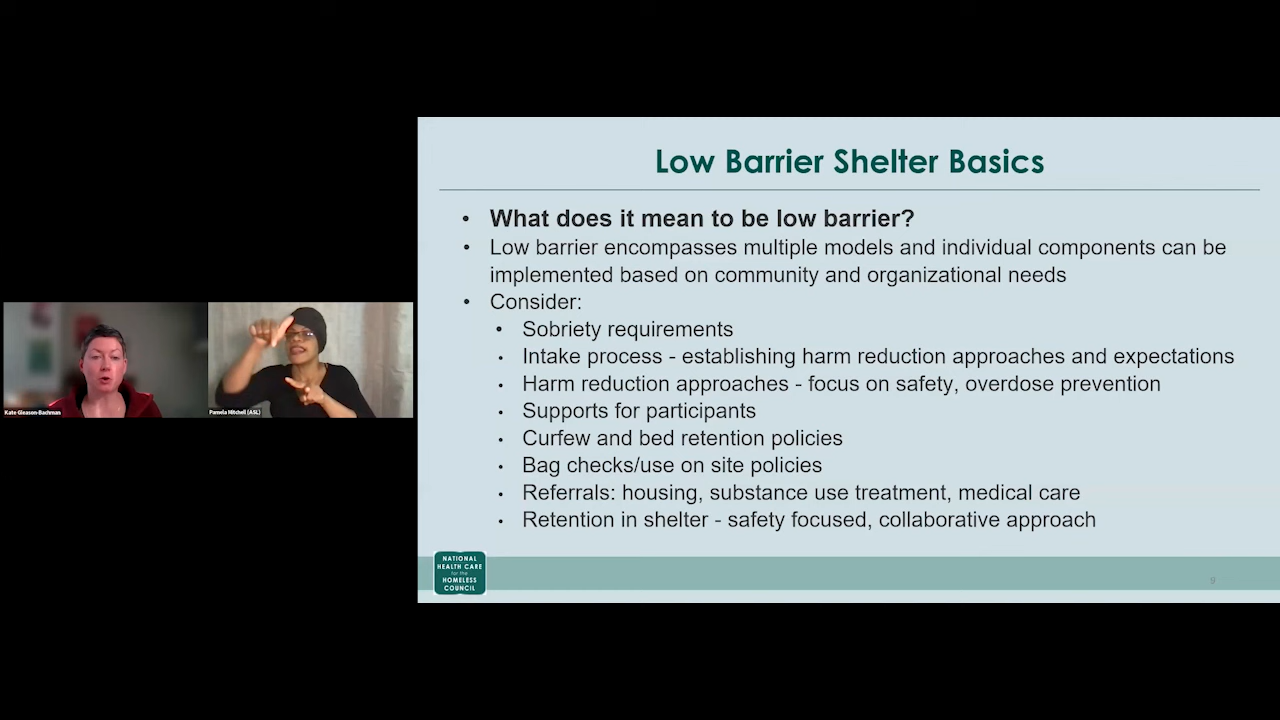 Low Barrier Shelter Basics
• What does it mean to be low barrier?
• Low barrier encompasses multiple models and individual components can be
implemented based on community and organizational needs
• Consider:
• Sobriety requirements
• Intake process - establishing harm reduction approaches and expectations
• Harm reduction approaches - focus on safety, overdose prevention
• Supports for participants
• Curfew and bed retention policies
• Bag checks/use on site policies
• Referrals: housing, substance use treatment, medical care
• Retention in shelter - safety focused, collaborative approach
Kate Gleason-Bachman
Pamela Mitchell (ASL)
NATIONAL
HEALTH CARE
for the
HOMELESS
COUNCIL
9